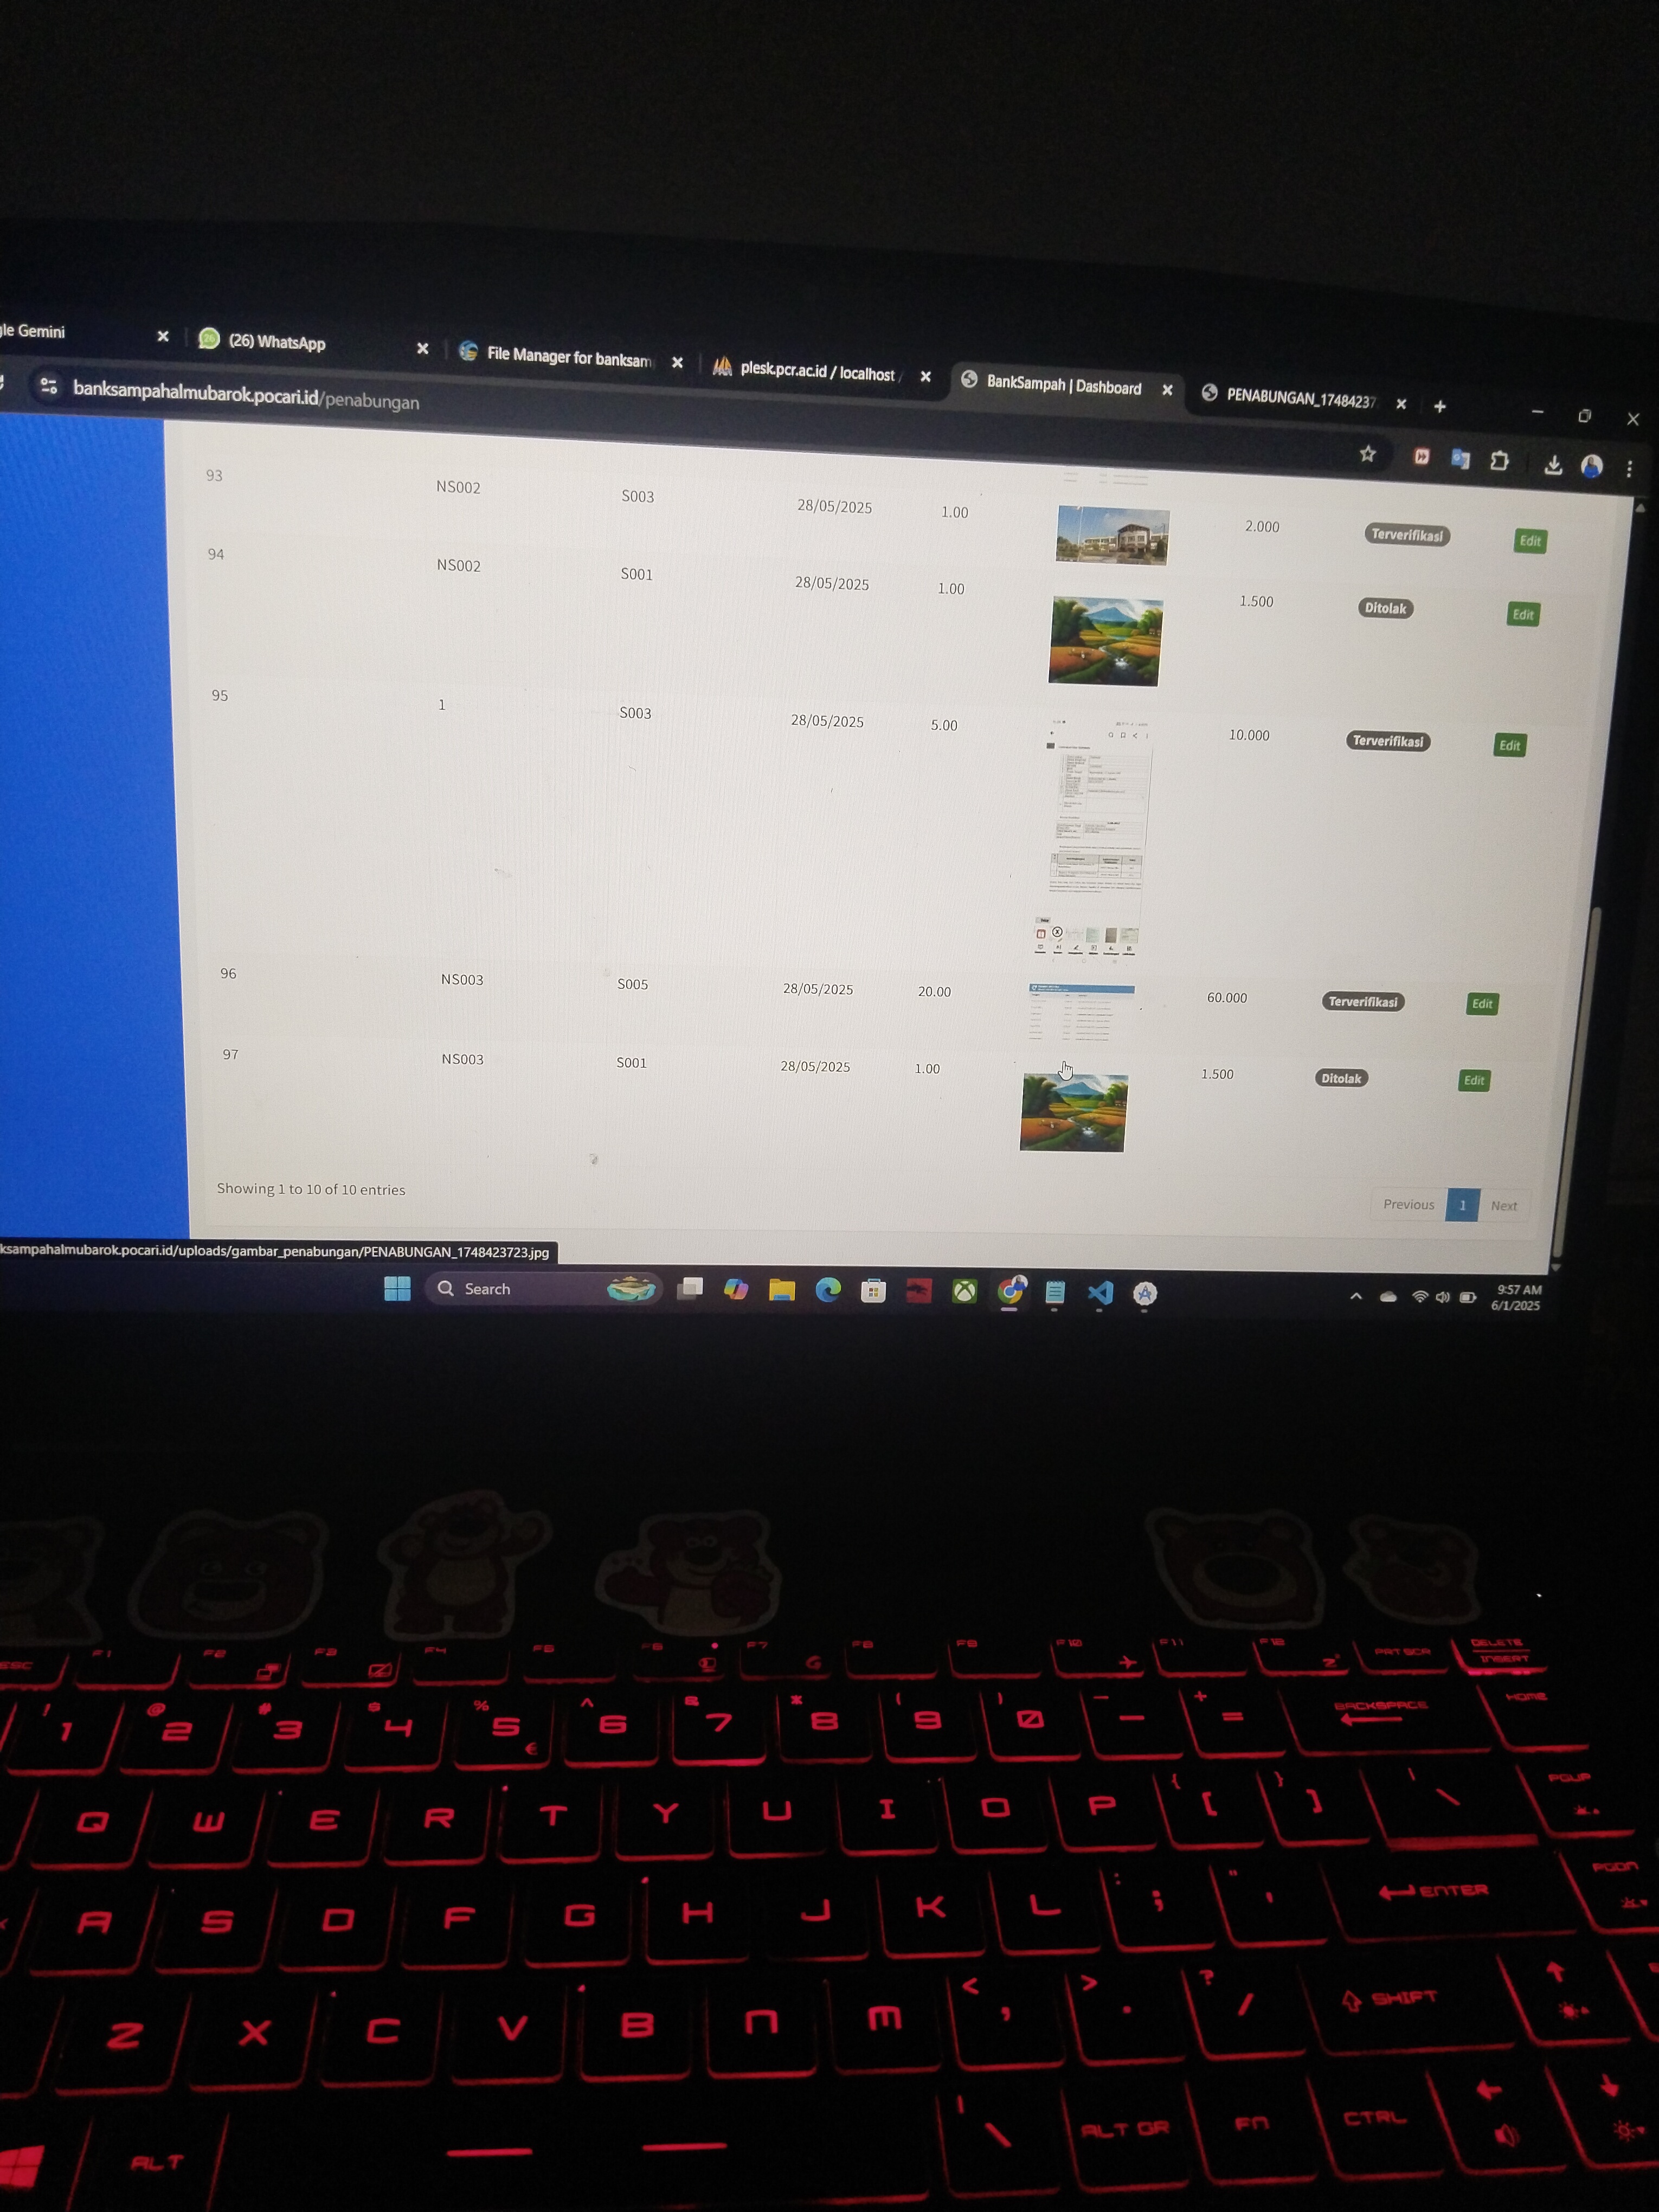 gle Gemini
(26) WhatsApp
File Manager for banksam
plesk.pcr.ac.id / localhost /
BankSampah | Dashboard
PENABUNGAN_17484237
banksampahalmubarok.pocari.id/penabungan
93 NS002 S003 28/05/2025 1.00 2.000 Terverifikasi Edit
94 NS002 S001 28/05/2025 1.00 1.500 Ditolak Edit
95 1 S003 28/05/2025 5.00 10.000 Terverifikasi Edit
96 NS003 S005 28/05/2025 20.00 60.000 Terverifikasi Edit
97 NS003 S001 28/05/2025 1.00 1.500 Ditolak Edit
Showing 1 to 10 of 10 entries
Previous 1 Next
ksampahalmubarok.pocari.id/uploads/gambar_penabungan/PENABUNGAN_1748423723.jpg
Search
9:57 AM
6/1/2025
ESC F1 F2 F3 F4 F5 F6 F7 F8 F9 F10 F11 F12 PRT SCR DELETE
INSERT
! 1 @ 2 # 3 $ 4 % 5 € ^ 6 & 7 * 8 ( 9 ) 0 _ - + = BACKSPACE HOME
Q W E R T Y U I O P { [ } ] | \ PGUP
A S D F G H J K L : ; " ' ENTER PGDN
Z X C V B N M < , > . ? / SHIFT
ALT | \ ALT GR FN CTRL